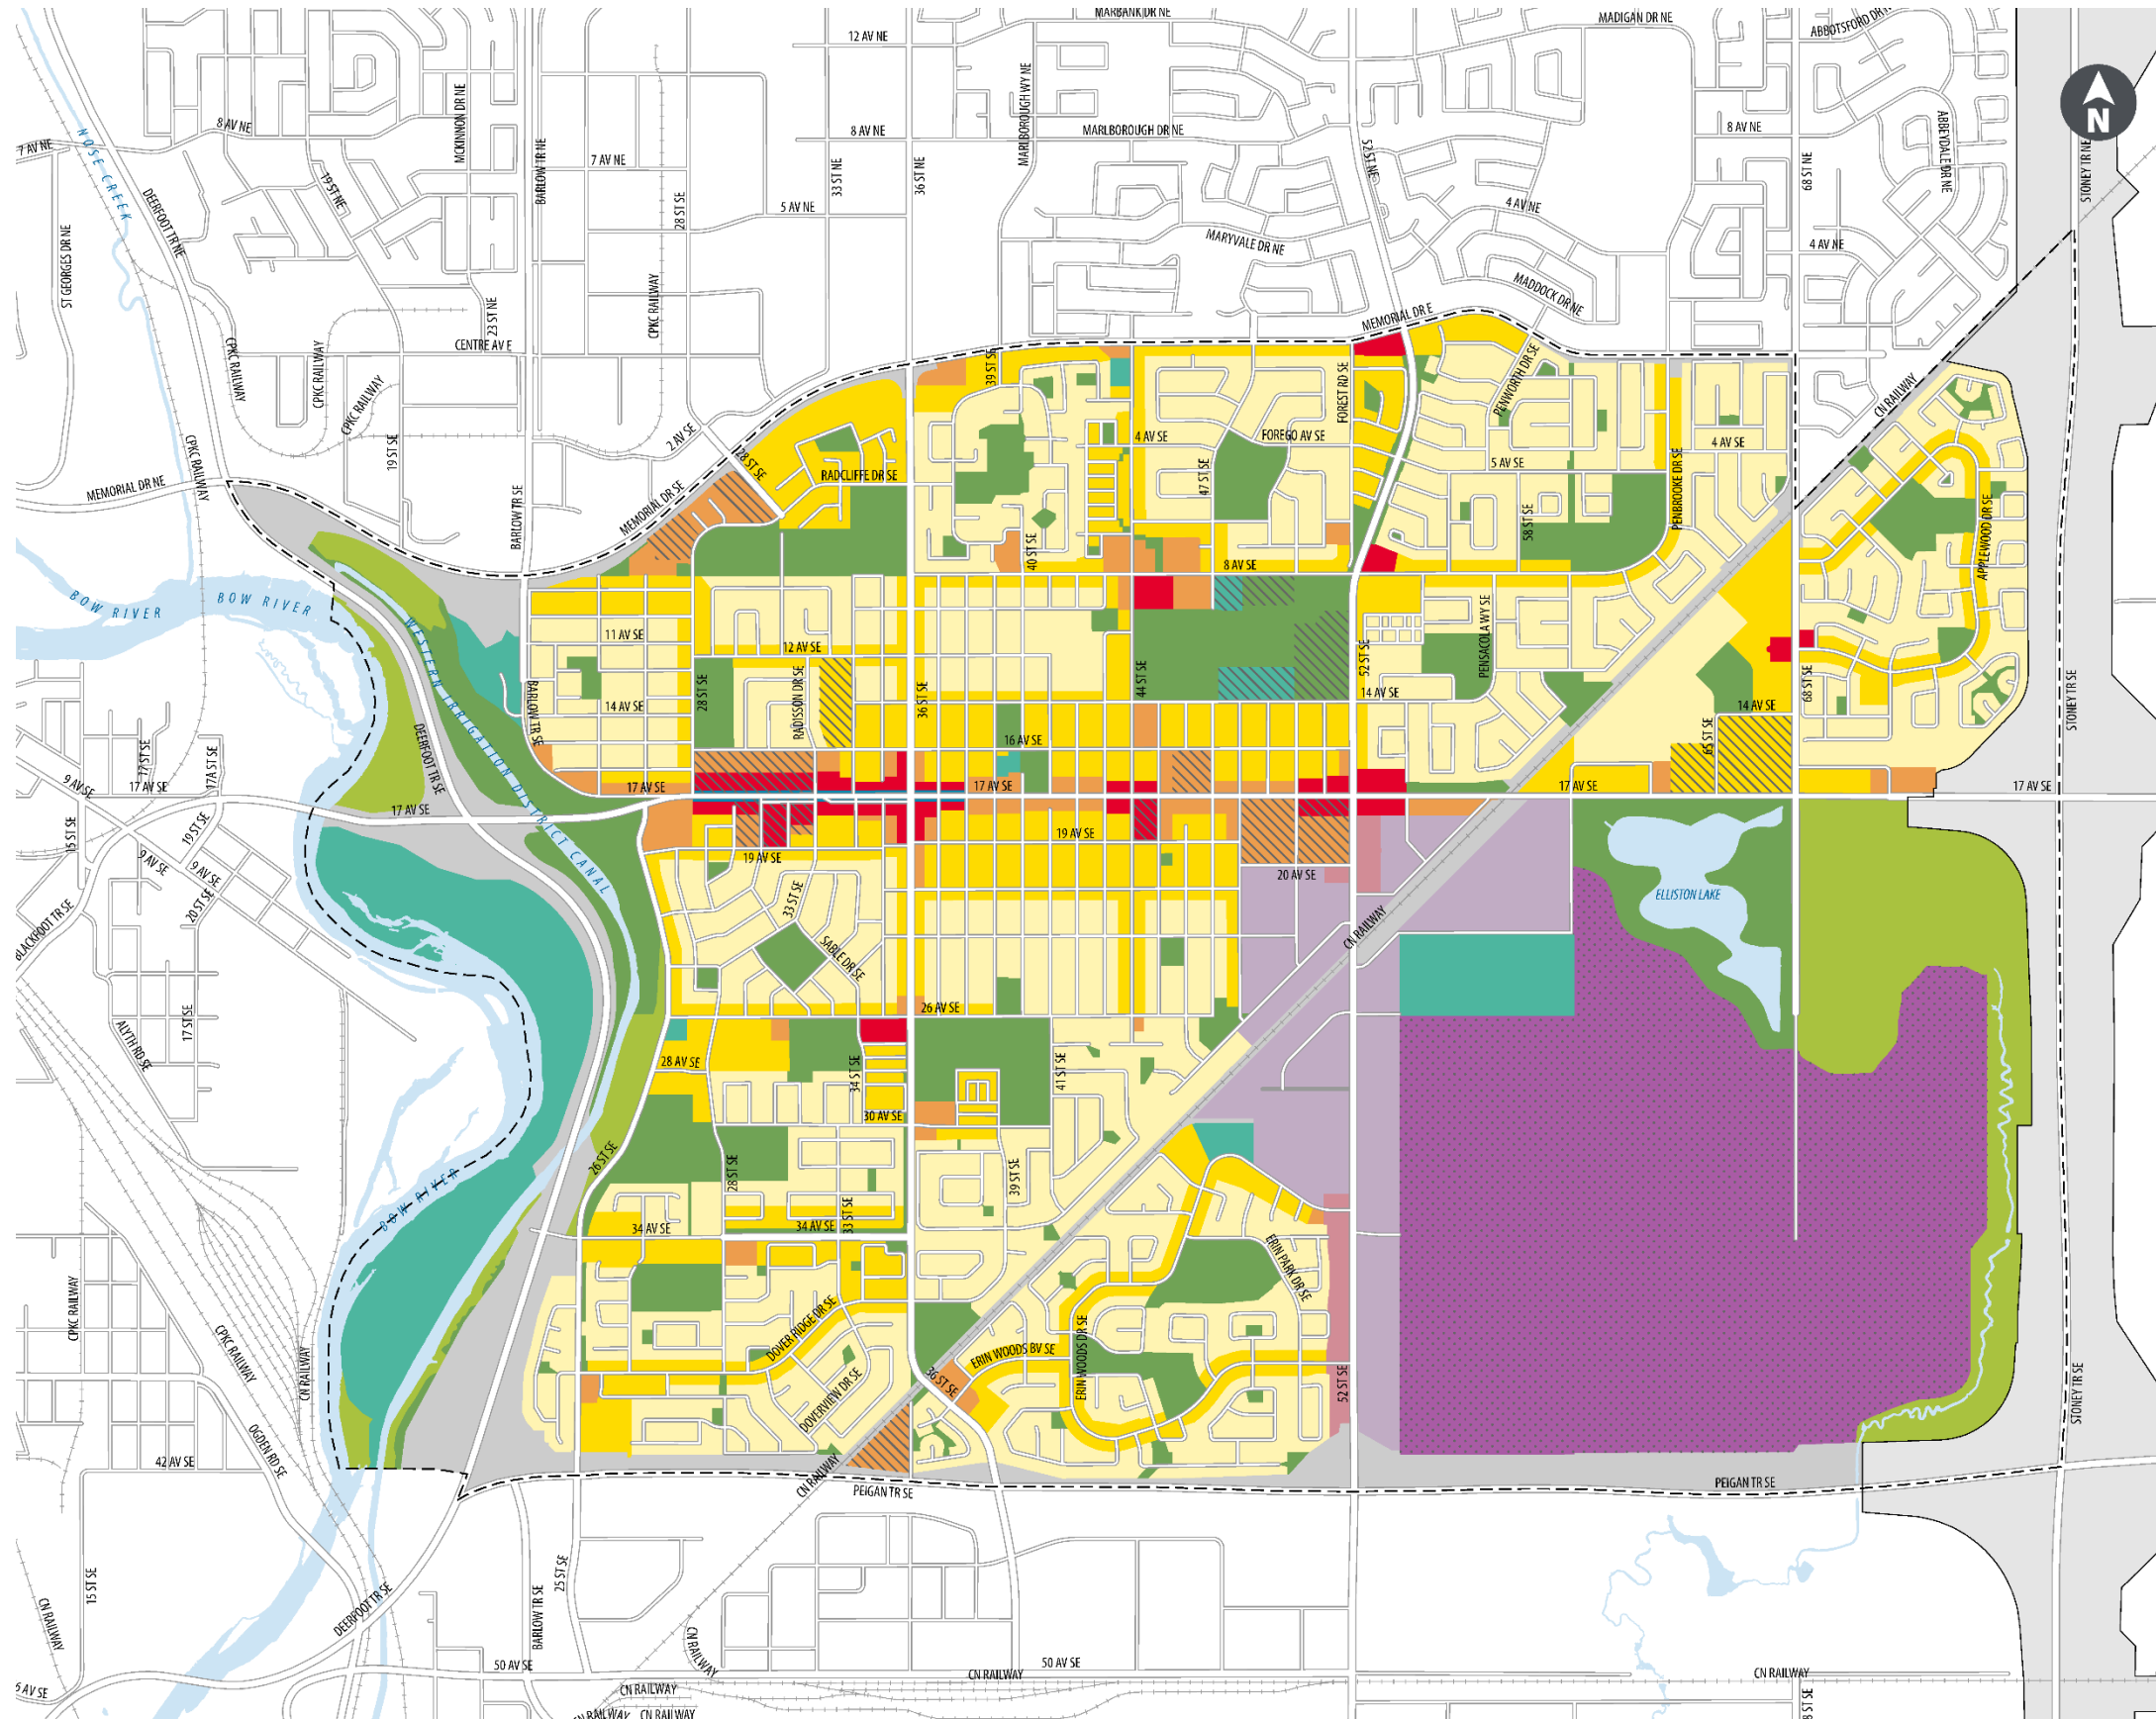 MARBANK DR NE
MADIGAN DR NE
ABBOTSFORD DR N
12 AV NE
N
8 AV NE
MCKINNON DR NE
BARLOW TR NE
7 AV NE
8 AV NE
33 ST NE
36 ST NE
MARLBOROUGH WY NE
MARLBOROUGH DR NE
52 ST NE
8 AV NE
68 ST NE
ABBEYDALE DR NE
STONEY TR NE
7 AV NE
NOSE CREEK
DEERFOOT TR NE
19 ST NE
28 ST SE
5 AV NE
4 AV NE
MARYVALE DR NE
4 AV NE
ST GEORGES DR NE
CPKC RAILWAY
MADDOCK DR NE
23 ST NE
CENTRE AV E
CPKC RAILWAY
CPKC RAILWAY
CPKC RAILWAY
MEMORIAL DR E
39 ST SE
FOREST RD SE
PENWORTH DR SE
CN RAILWAY
CPKC RAILWAY
19 ST SE
2 AV SE
28 ST SE
4 AV SE
FOREGO AV SE
4 AV SE
5 AV SE
47 ST SE
RADCLIFFE DR SE
PENBROOKE DR SE
MEMORIAL DR NE
MEMORIAL DR SE
BARLOW TR SE
58 ST SE
APPLEWOOD DR SE
40 ST SE
8 AV SE
BOW RIVER
BOW RIVER
WESTERN IRRIGATION DISTRICT CANAL
11 AV SE
12 AV SE
PENSACOLA WY SE
52 ST SE
44 ST SE
28 ST SE
RADISSON DR SE
36 ST SE
14 AV SE
14 AV SE
14 AV SE
68 ST SE
65 ST SE
STONEY TR SE
BARLOW TR SE
DEERFOOT TR SE
16 AV SE
17 ST SE
17A ST SE
9 AV SE
17 AV SE
17 AV SE
17 AV SE
17 AV SE
17 AV SE
17 AV SE
15 ST SE
19 ST SE
9 AV SE
9 AV SE
20 ST SE
19 AV SE
19 AV SE
20 AV SE
ELLISTON LAKE
BLACKFOOT TR SE
33 ST SE
SABLE DR SE
CN RAILWAY
26 AV SE
ALYTH RD SE
17 ST SE
28 AV SE
34 ST SE
41 ST SE
30 AV SE
26 ST SE
28 ST SE
39 ST SE
BOW RIVER
34 AV SE
34 AV SE
33 ST SE
ERIN PARK DR SE
CPKC RAILWAY
CPKC RAILWAY
CN RAILWAY
DOVER RIDGE DR SE
ERIN WOODS BV SE
ERIN WOODS DR SE
36 ST SE
52 ST SE
DOVERVIEW DR SE
STONEY TR SE
OGDEN RD SE
42 AV SE
CN RAILWAY
PEIGAN TR SE
PEIGAN TR SE
15 ST SE
CN RAILWAY
DEERFOOT TR SE
BARLOW TR SE
25 ST SE
CN RAILWAY
50 AV SE
50 AV SE
CN RAILWAY
CN RAILWAY
CN RAILWAY
AV SE
CN RAILWAY
ST SE